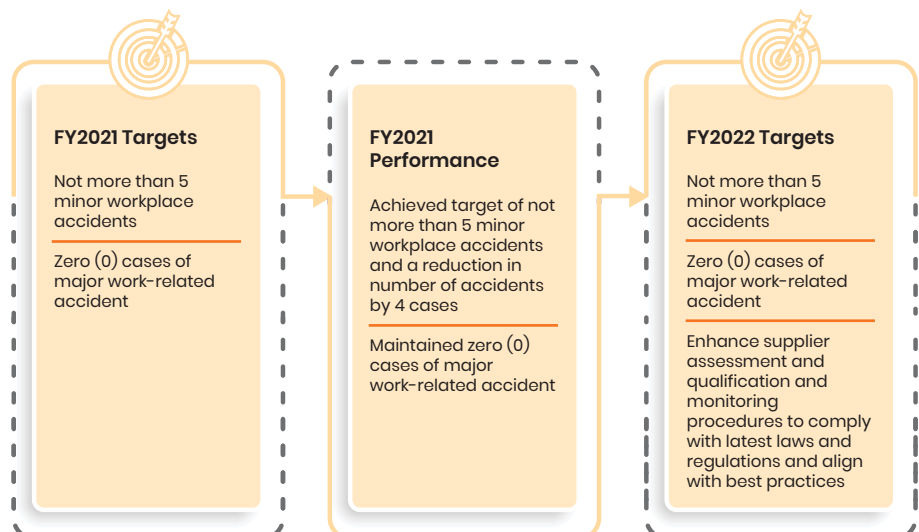 FY2021 Targets
Not more than 5
minor workplace
accidents
Zero (0) cases of
major work-related
accident
FY2021
Performance
Achieved target of not
more than 5 minor
workplace accidents
and a reduction in
number of accidents
by 4 cases
Maintained zero (0)
cases of major
work-related accident
FY2022 Targets
Not more than 5
minor workplace
accidents
Zero (0) cases of
major work-related
accident
Enhance supplier
assessment and
qualification and
monitoring
procedures to comply
with latest laws and
regulations and align
with best practices